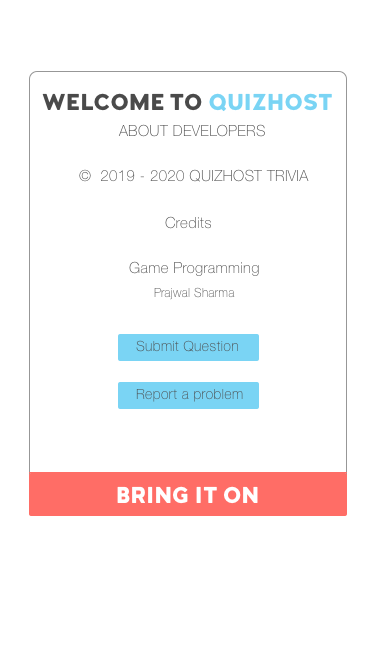 WELCOME TO QUIZHOST
ABOUT DEVELOPERS
© 2019 - 2020 QUIZHOST TRIVIA
Credits
Game Programming
Prajwal Sharma
Submit Question
Report a problem
BRING IT ON